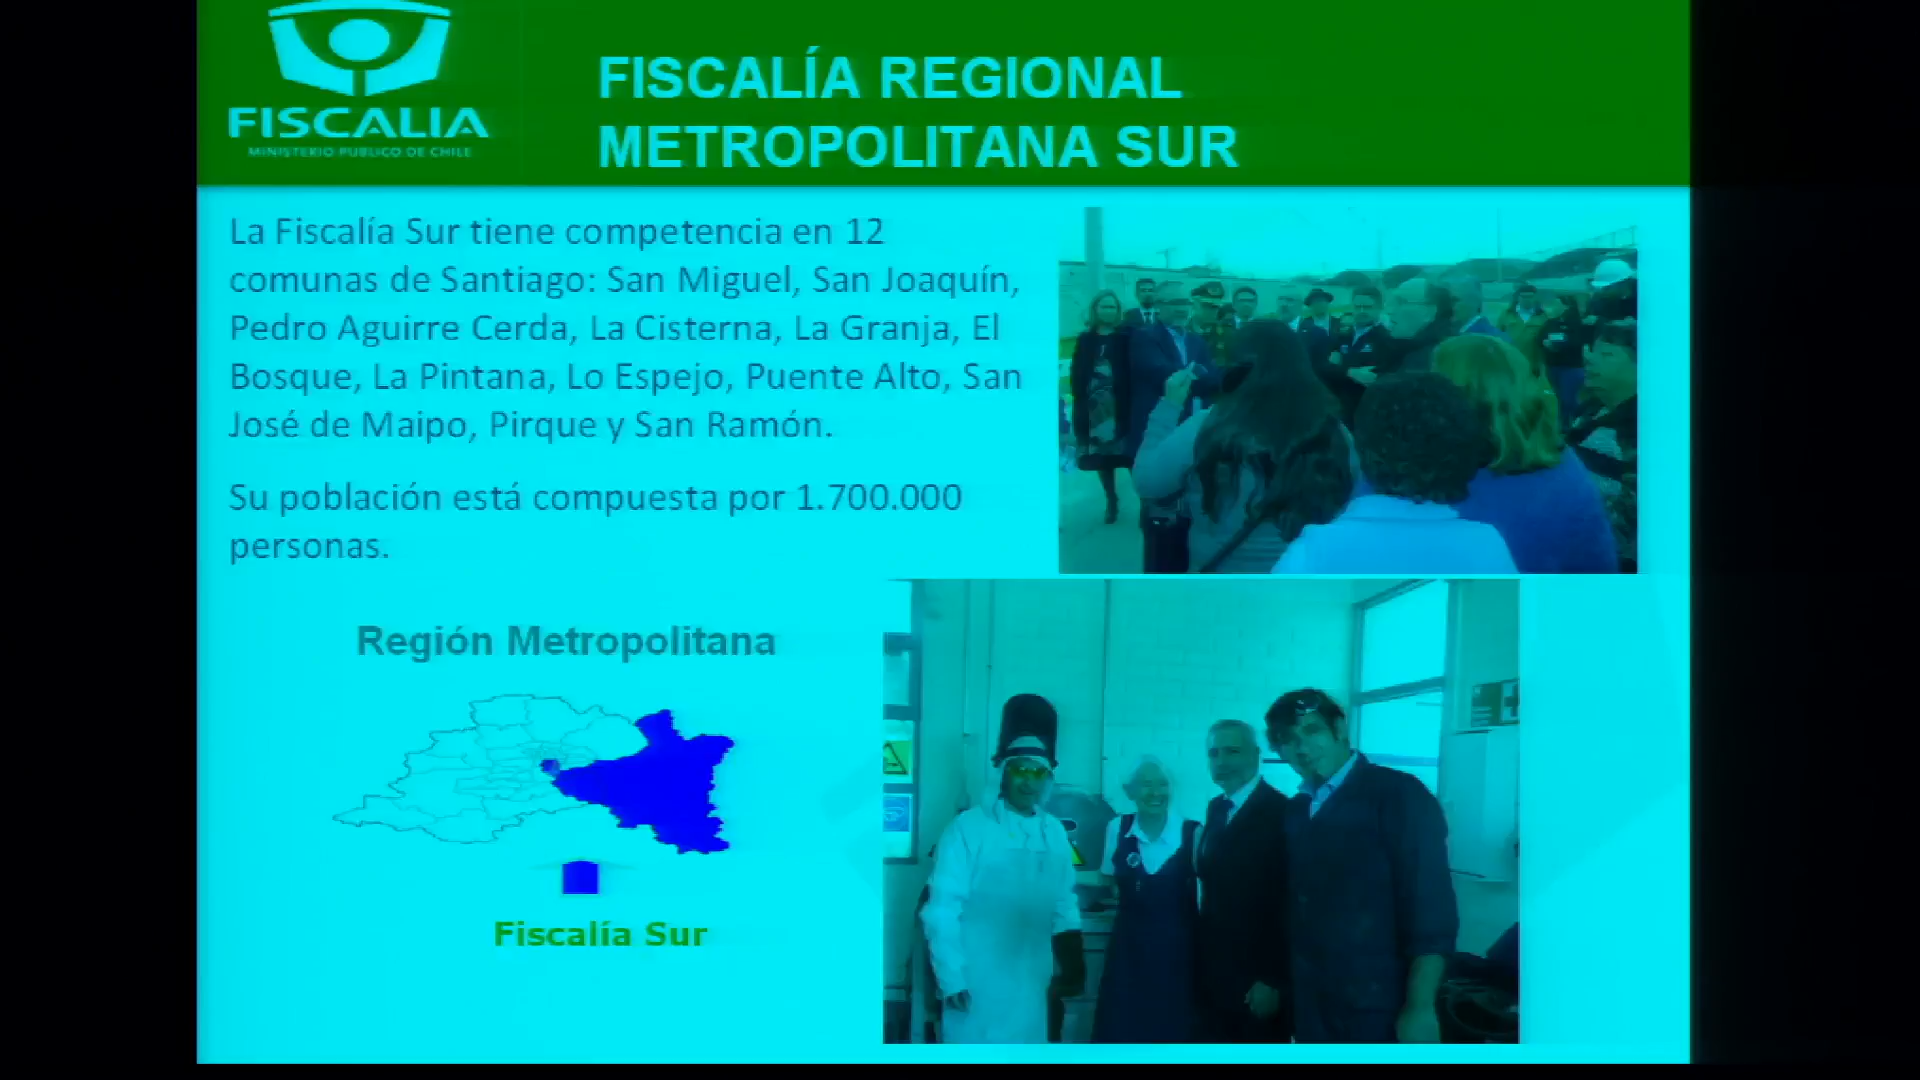 FISCALIA
MINISTERIO PUBLICO DE CHILE
FISCALÍA REGIONAL
METROPOLITANA SUR
La Fiscalía Sur tiene competencia en 12
comunas de Santiago: San Miguel, San Joaquín,
Pedro Aguirre Cerda, La Cisterna, La Granja, El
Bosque, La Pintana, Lo Espejo, Puente Alto, San
José de Maipo, Pirque y San Ramón.
Su población está compuesta por 1.700.000
personas.
Región Metropolitana
Fiscalía Sur